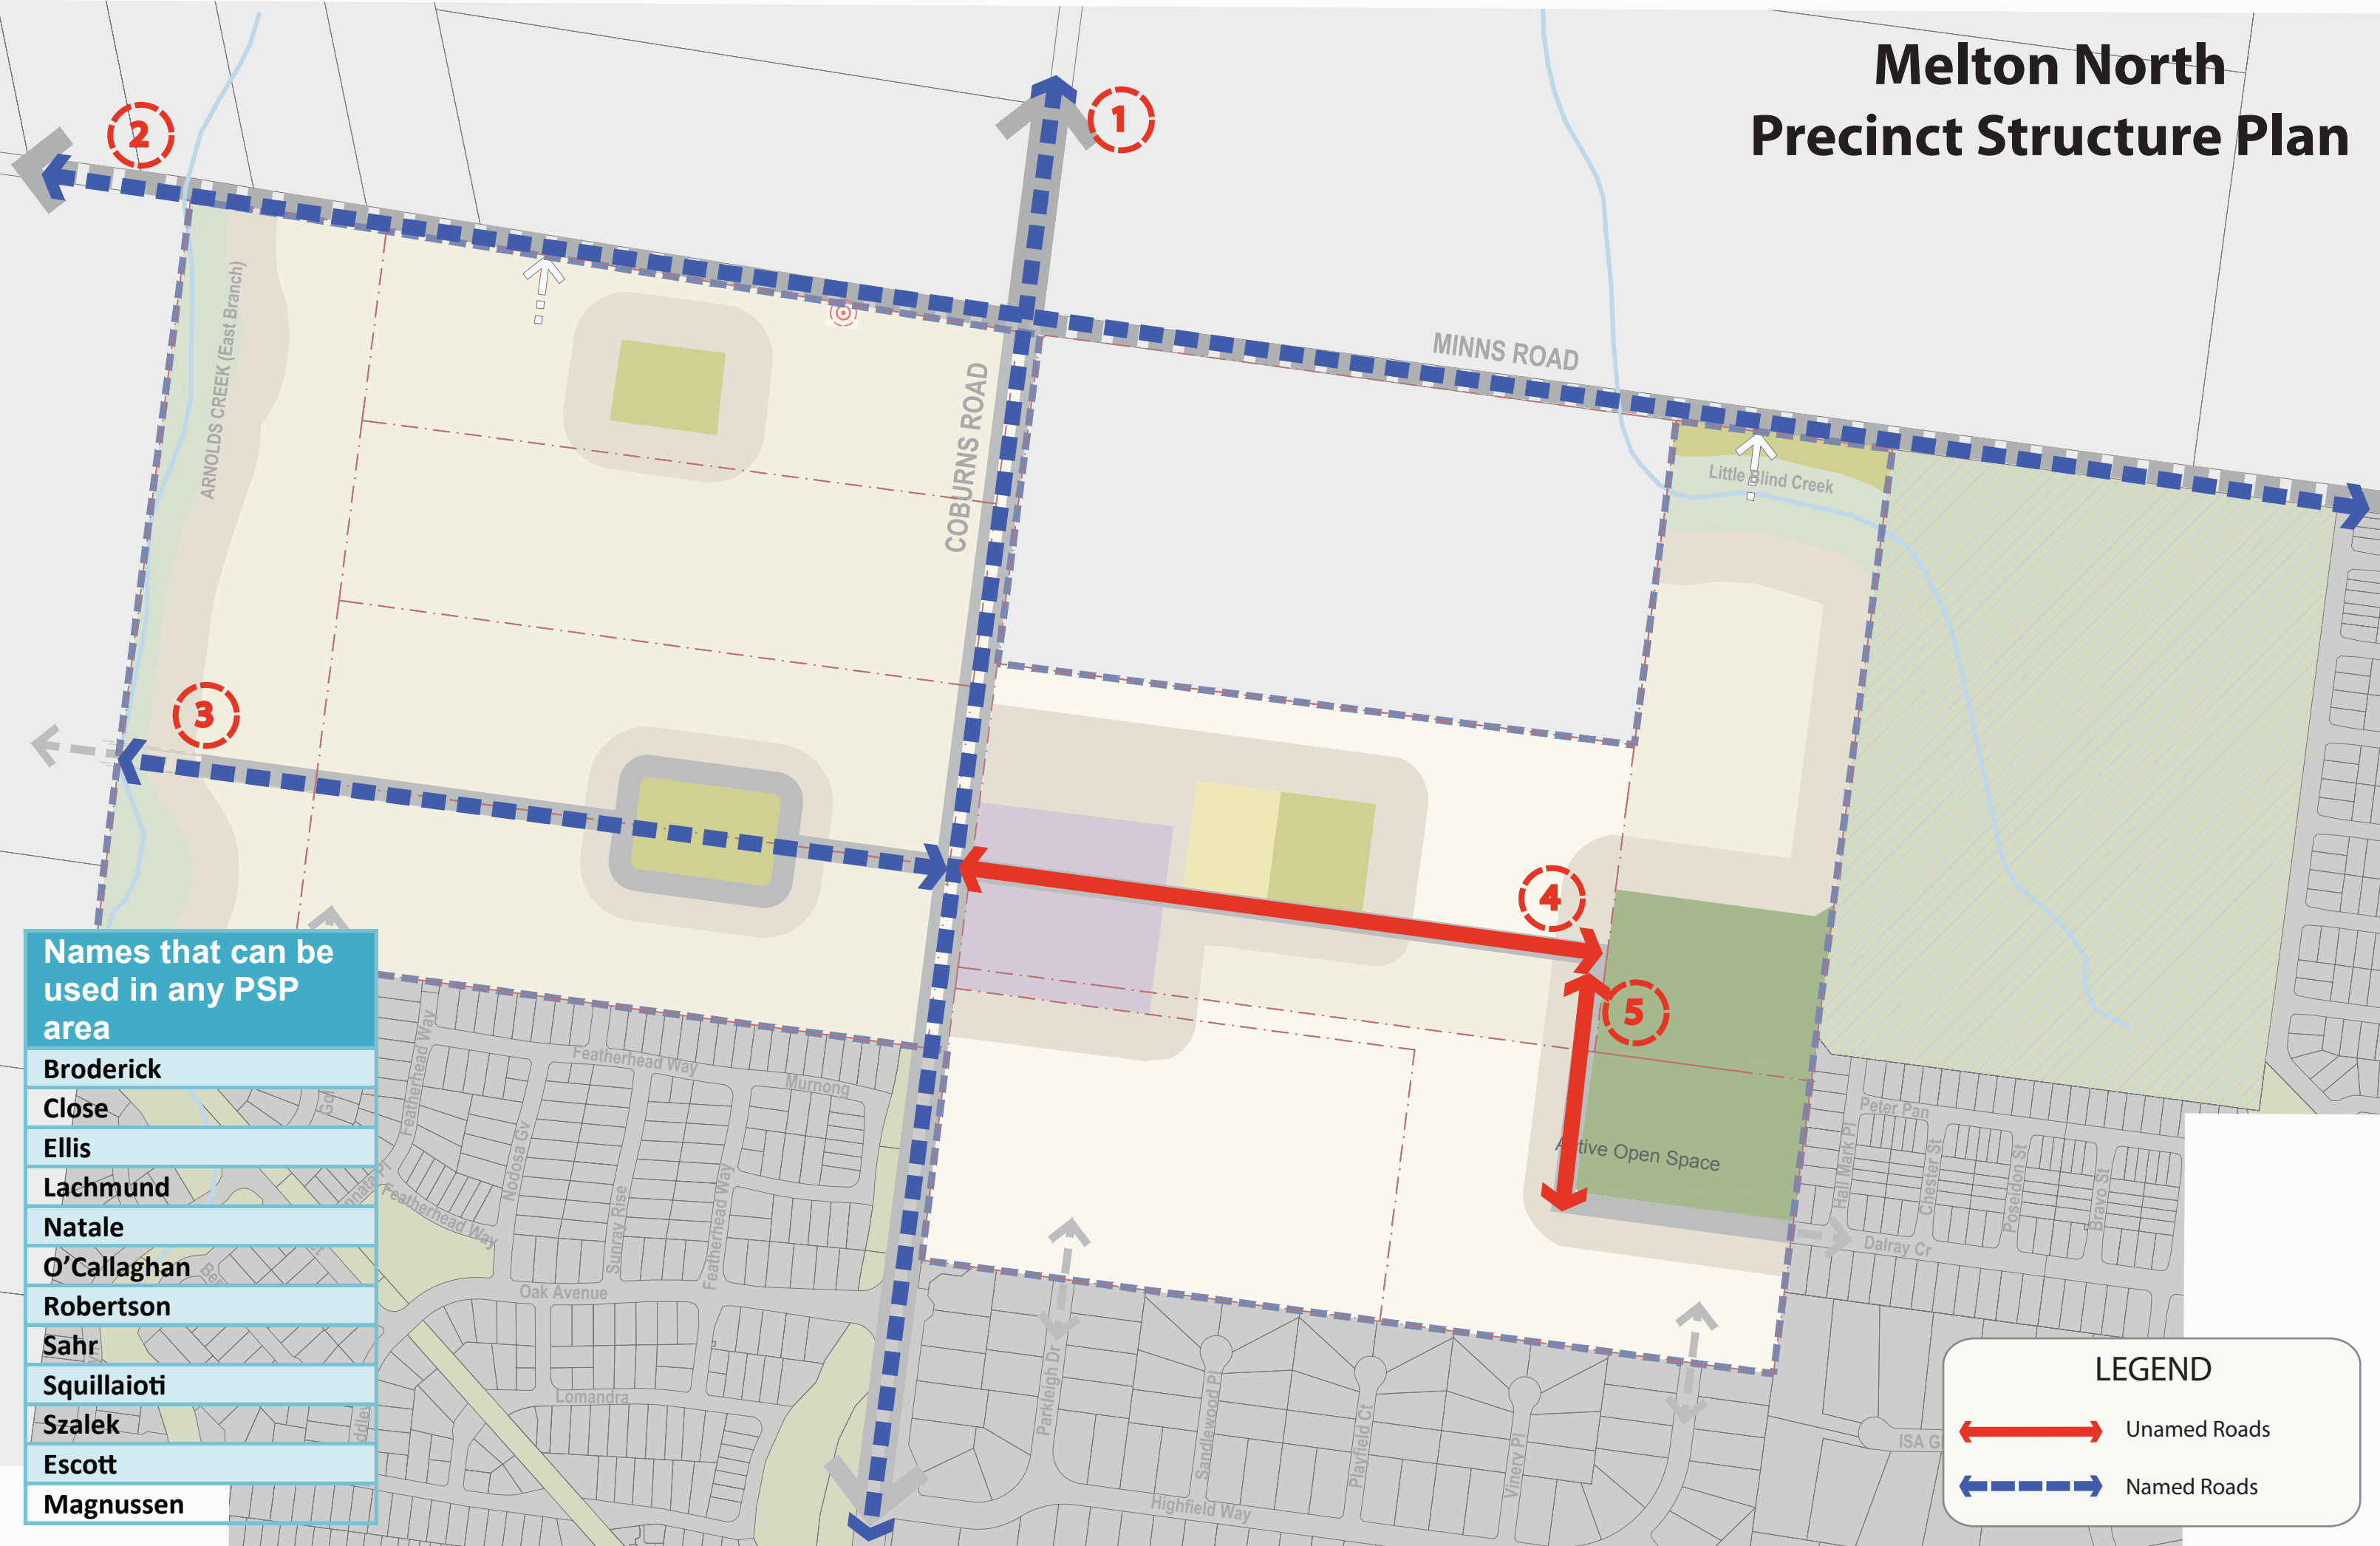 Melton North
Precinct Structure Plan
1
2
ARNOLDS CREEK (East Branch)
COBURNS ROAD
MINNS ROAD
Little Blind Creek
3
4
5
Active Open Space
Names that can be
used in any PSP
area
Broderick
Close
Ellis
Lachmund
Natale
O’Callaghan
Robertson
Sahr
Squillaioti
Szalek
Escott
Magnussen
Featherhead Way
Featherhead Way
Murnong
Nodosa Gv
Featherhead Way
Sunray Rise
Featherhead Way
Oak Avenue
Lomandra
Parkleigh Dr
Sandlewood Pl
Playfield Ct
Vinery Pl
Highfield Way
Peter Pan
Hall Mark Pl
Chester St
Poseidon St
Bravo St
Dalray Cr
ISA G
LEGEND
Unamed Roads
Named Roads